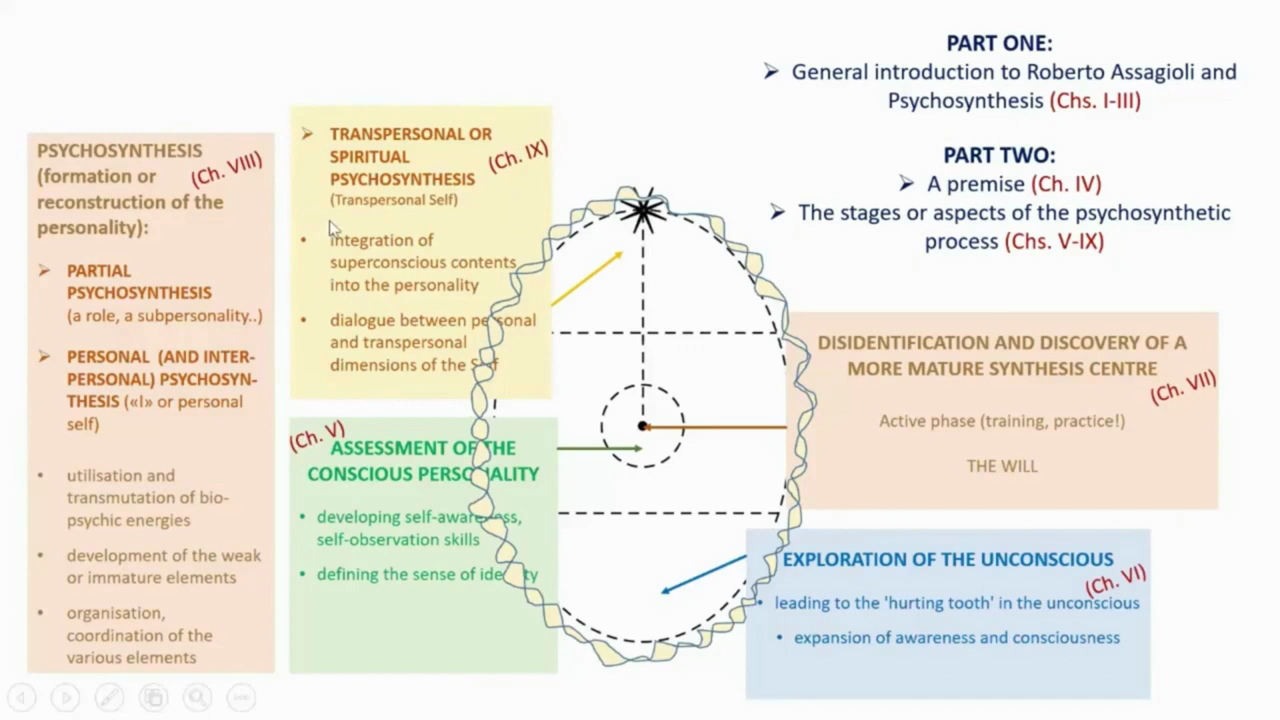 PART ONE:
➢ General introduction to Roberto Assagioli and
Psychosynthesis (Chs. I-III)
PART TWO:
➢ A premise (Ch. IV)
➢ The stages or aspects of the psychosynthetic
process (Chs. V-IX)
PSYCHOSYNTHESIS
(formation or
(Ch. VIII)
reconstruction of the
personality):
➢ PARTIAL
PSYCHOSYNTHESIS
(a role, a subpersonality..)
➢ PERSONAL (AND INTER-
PERSONAL) PSYCHOSYN-
THESIS («I» or personal
self)
• utilisation and
transmutation of bio-
psychic energies
• development of the weak
or immature elements
• organisation,
coordination of the
various elements
➢ TRANSPERSONAL OR
SPIRITUAL
PSYCHOSYNTHESIS
(Ch. IX)
(Transpersonal Self)
• integration of
superconscious contents
into the personality
• dialogue between personal
and transpersonal
dimensions of the Self
(Ch. V)
ASSESSMENT OF THE
CONSCIOUS PERSONALITY
• developing self-awareness,
self-observation skills
• defining the sense of identity
DISIDENTIFICATION AND DISCOVERY OF A
MORE MATURE SYNTHESIS CENTRE
(Ch. VII)
Active phase (training, practice!)
THE WILL
EXPLORATION OF THE UNCONSCIOUS
(Ch. VI)
• leading to the 'hurting tooth' in the unconscious
• expansion of awareness and consciousness